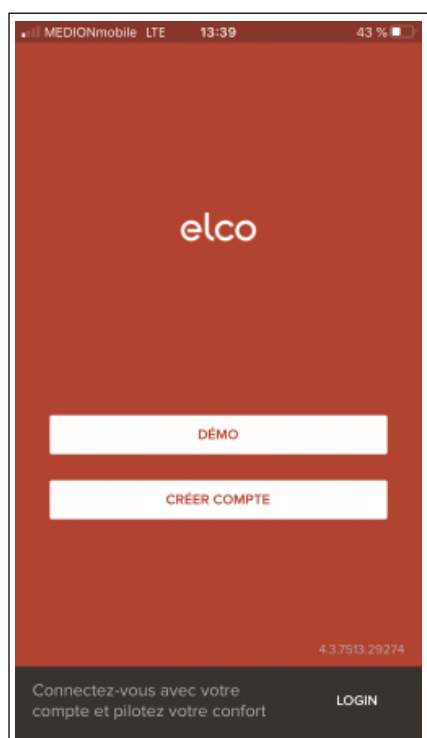 MEDIONmobile LTE 13:39 43 %
elco
DÉMO
CRÉER COMPTE
4.3.7513.29274
Connectez-vous avec votre
compte et pilotez votre confort
LOGIN